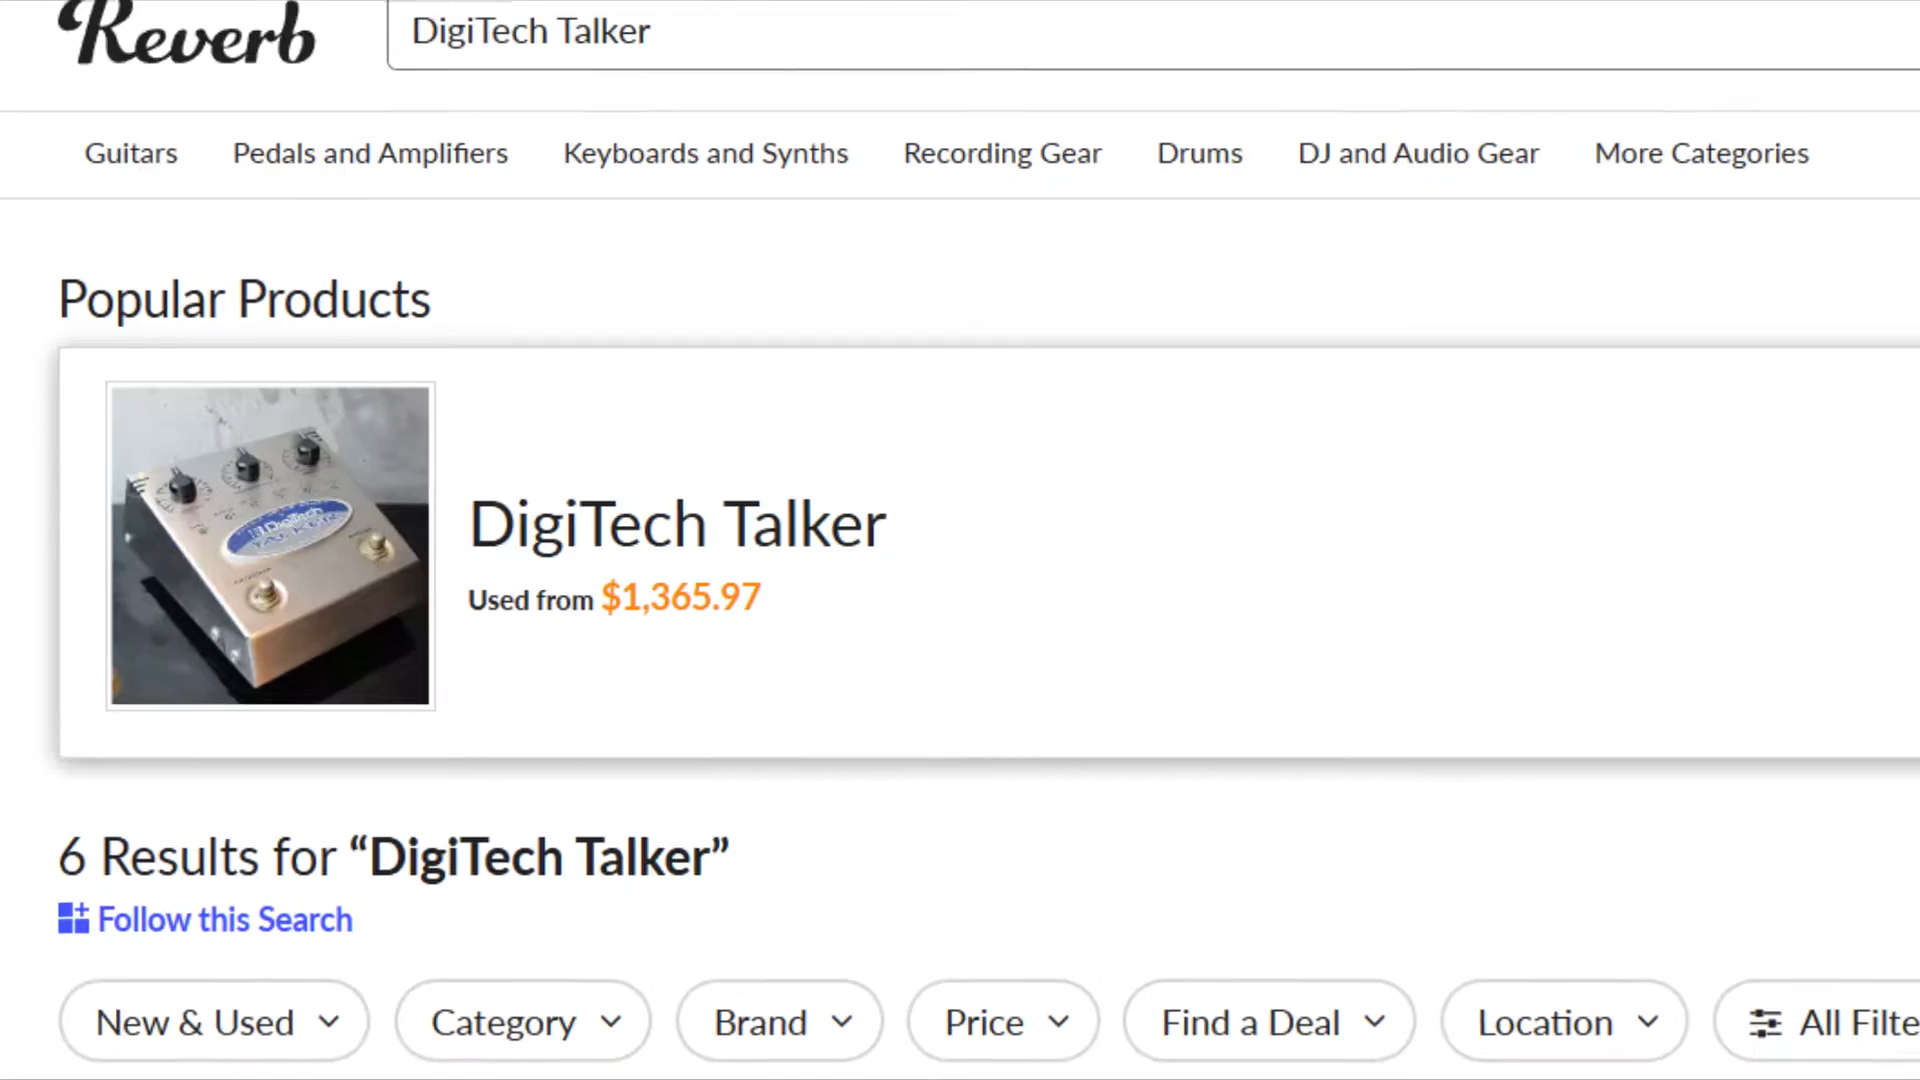 Reverb
DigiTech Talker
Guitars Pedals and Amplifiers Keyboards and Synths Recording Gear Drums DJ and Audio Gear More Categories
Popular Products
DigiTech
TALKER
DigiTech Talker
Used from $1,365.97
6 Results for “DigiTech Talker”
Follow this Search
New & Used Category Brand Price Find a Deal Location All Filte